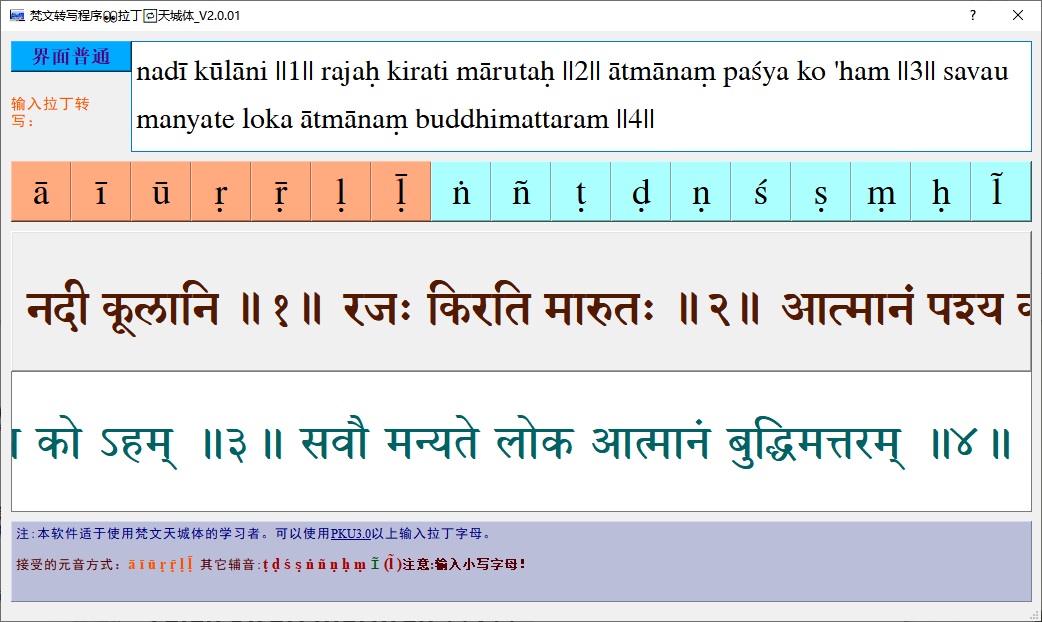 梵文转写程序👀拉丁🔁天城体_V2.0.01
界面普通
输入拉丁转
写：
nadī kūlāni ||1|| rajaḥ kirati mārutaḥ ||2|| ātmānaṃ paśya ko 'ham ||3|| savau
manyate loka ātmānaṃ buddhimattaram ||4||
ā ī ū ṛ ṝ ḷ ḹ ṅ ñ ṭ ḍ ṇ ś ṣ ṃ ḥ l̃
नदी कूलानि ॥१॥ रजः किरति मारुतः ॥२॥ आत्मानं पश्य
को ऽहम् ॥३॥ सवौ मन्यते लोक आत्मानं बुद्धिमत्तरम् ॥४॥
注:本软件适于使用梵文天城体的学习者。可以使用PKU3.0以上输入拉丁字母。
接受的元音方式：ā ī ū ṛ ṝ ḷ ḹ 其它辅音:ṭ ḍ ś ṣ ṅ ñ ṇ ḥ ṃ l̃ (l̃)注意:输入小写字母！